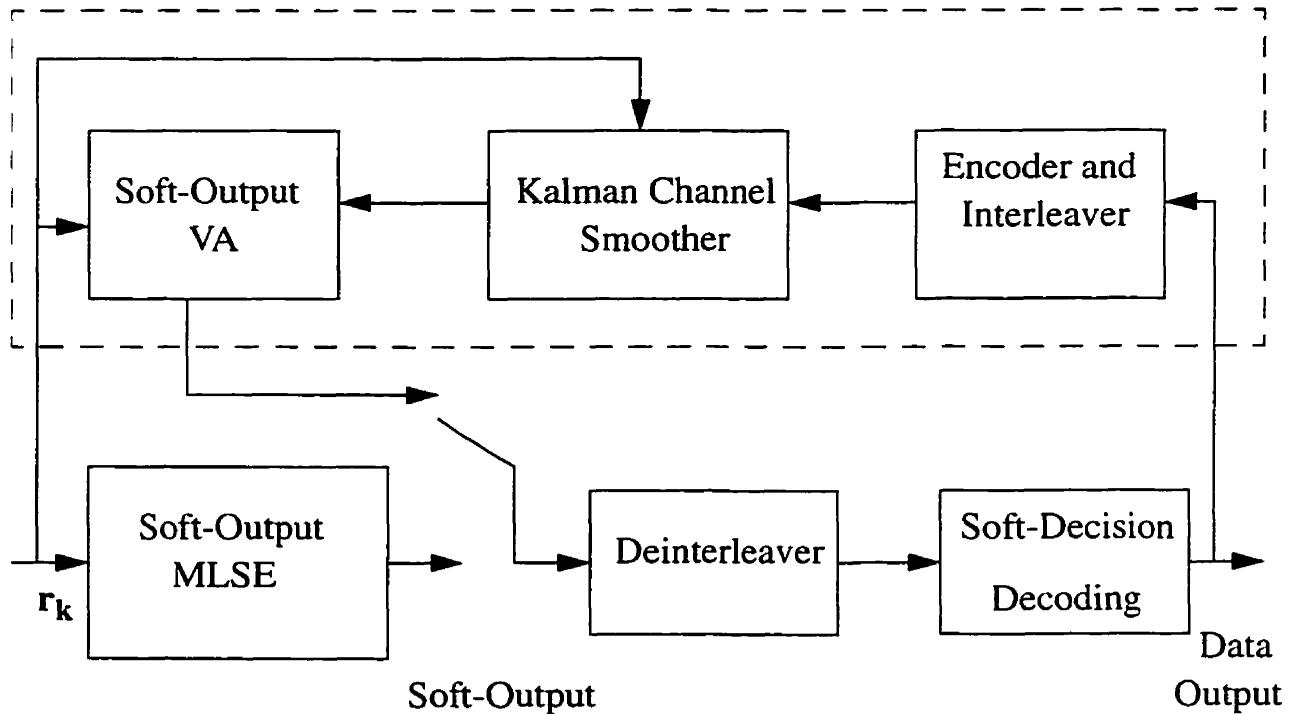 Soft-Output
VA
Kalman Channel
Smoother
Encoder and
Interleaver
Soft-Output
MLSE
Deinterleaver
Soft-Decision
Decoding
r_k
Soft-Output
Data
Output